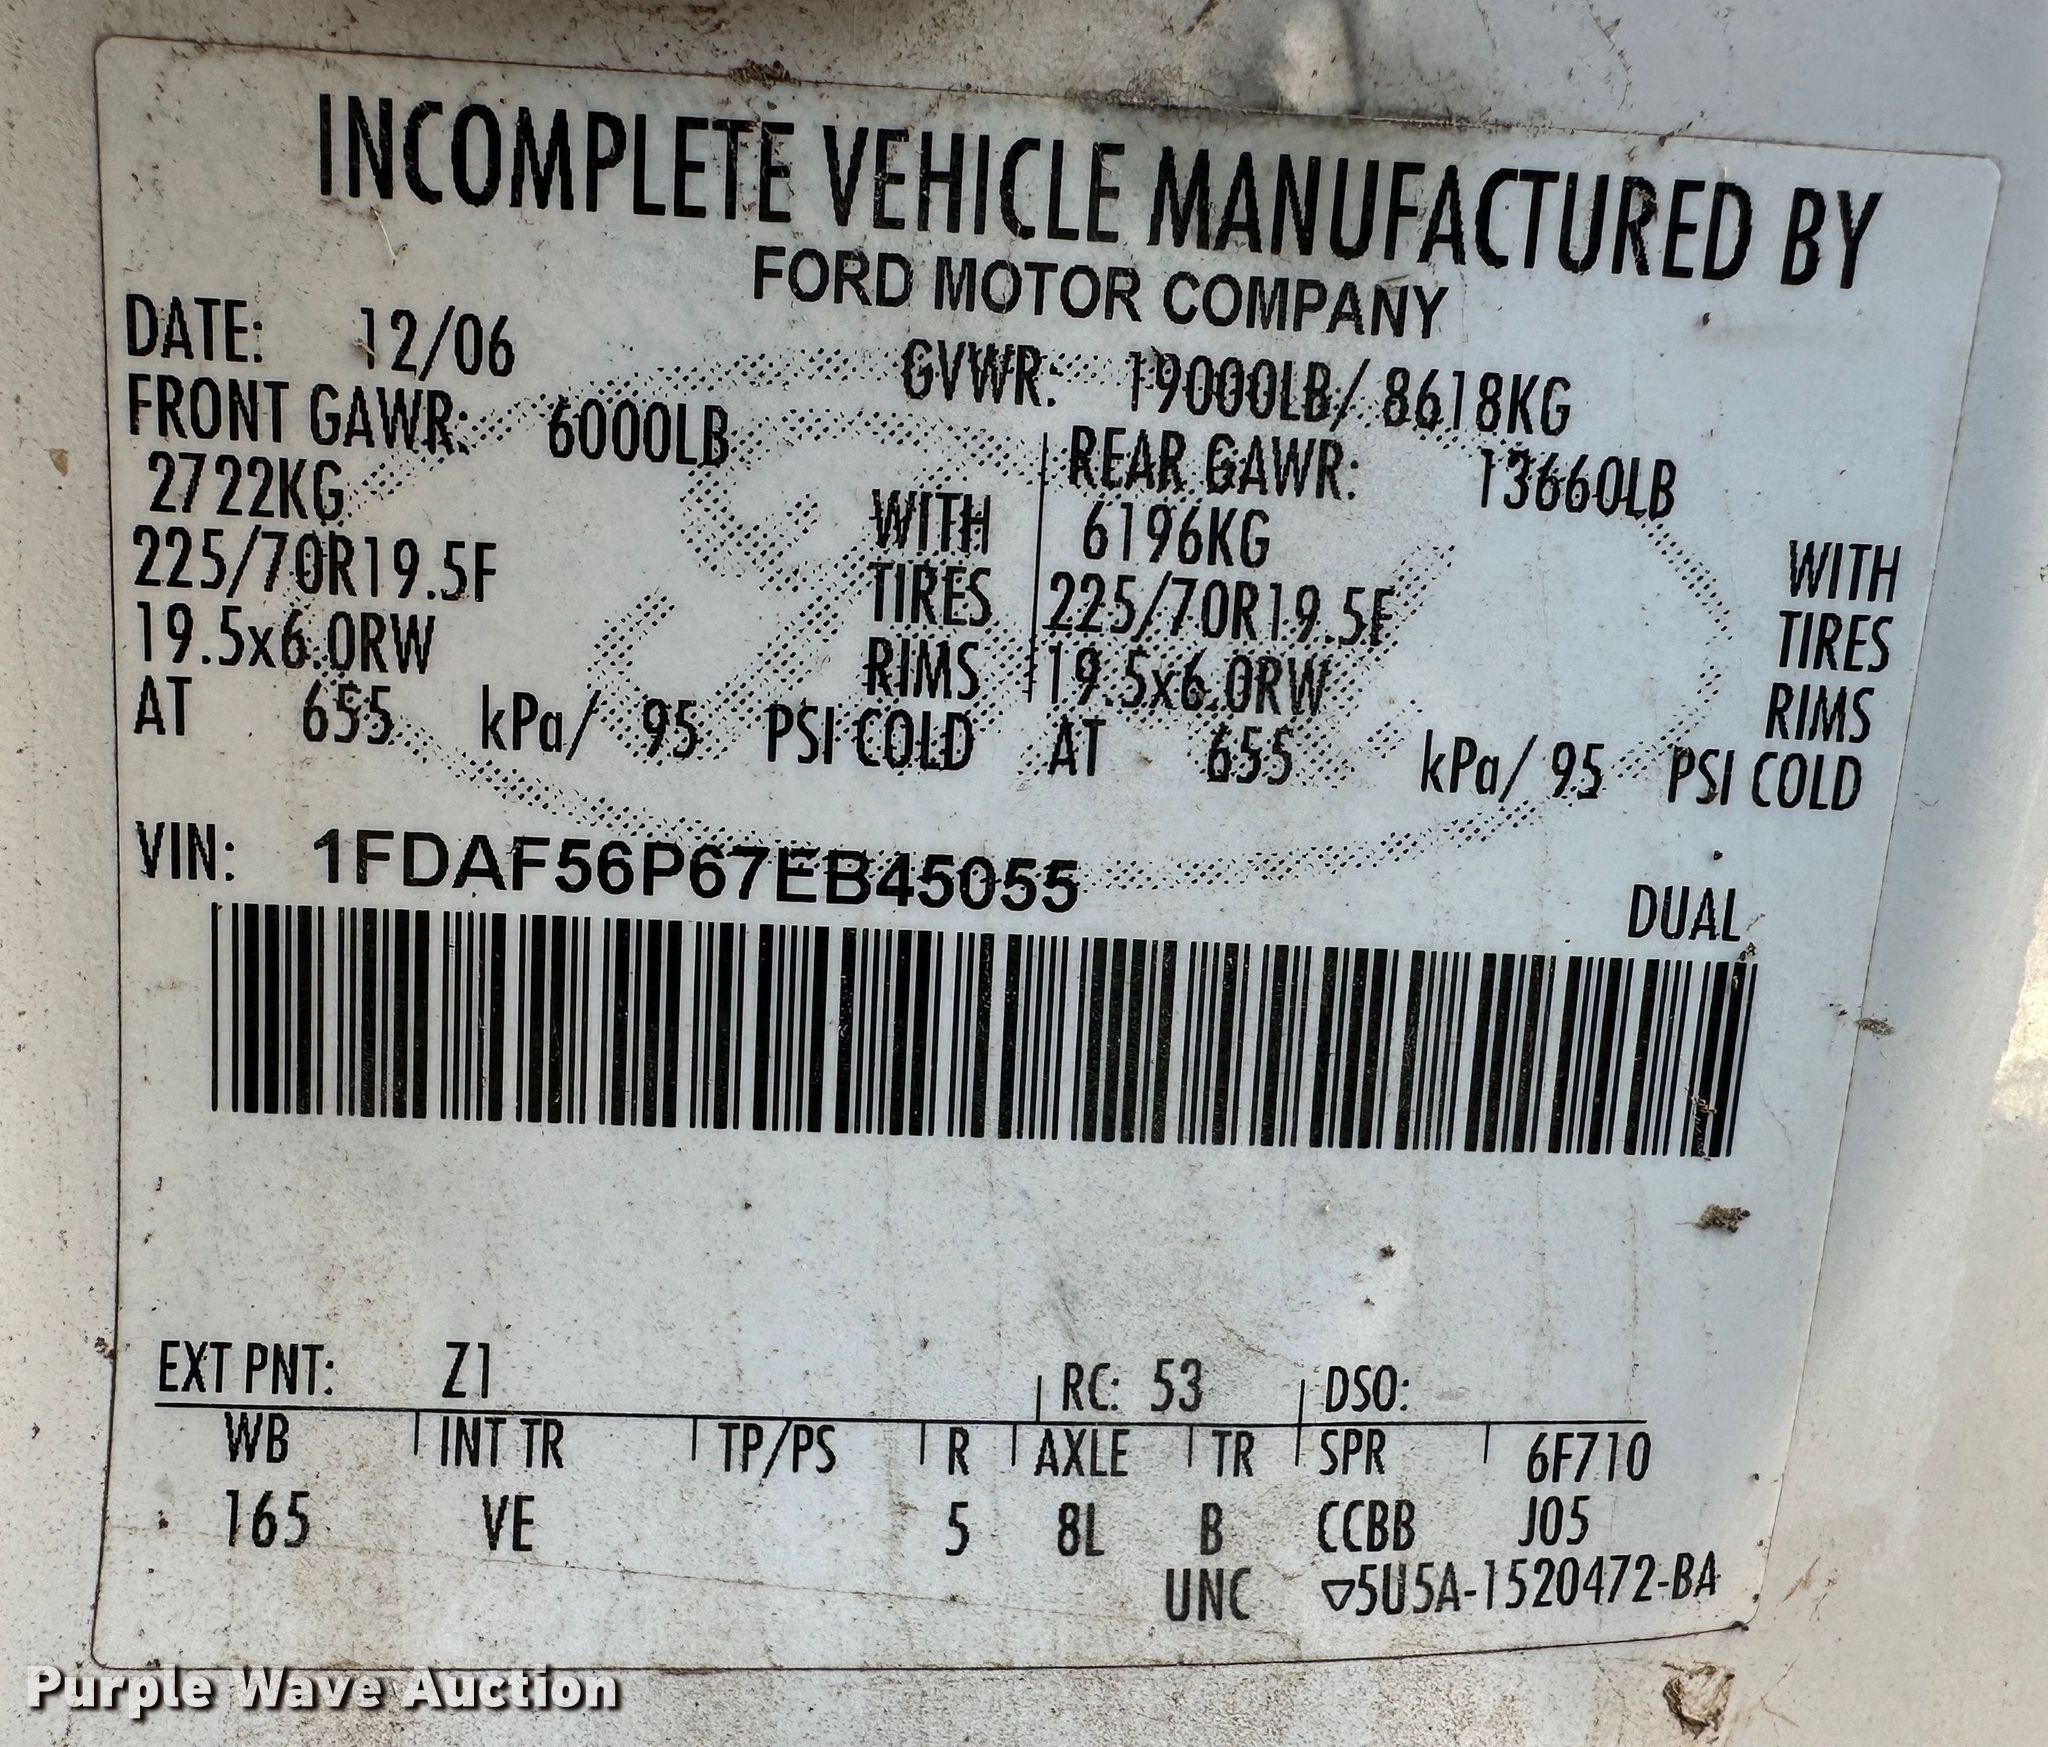 INCOMPLETE VEHICLE MANUFACTURED BY
FORD MOTOR COMPANY
DATE: 12/06 GVWR: 19000LB/ 8618KG
FRONT GAWR: 6000LB REAR GAWR: 13660LB
2722KG WITH 6196KG WITH
225/70R19.5F TIRES 225/70R19.5F TIRES
19.5x6.0RW RIMS 19.5x6.0RW RIMS
AT 655 kPa/ 95 PSI COLD AT 655 kPa/ 95 PSI COLD
VIN: 1FDAF56P67EB45055
DUAL
EXT PNT: Z1 RC: 53 DSO:
WB INT TR TP/PS R AXLE TR SPR 6F710
165 VE 5 8L B CCBB J05
UNC ▽5U5A-1520472-BA
Purple Wave Auction